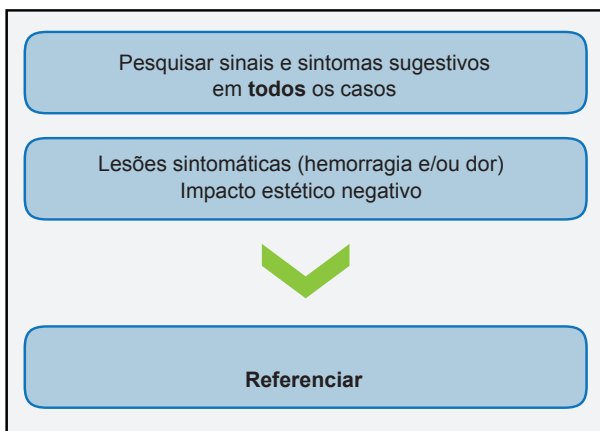 Pesquisar sinais e sintomas sugestivos
em todos os casos
Lesões sintomáticas (hemorragia e/ou dor)
Impacto estético negativo
Referenciar